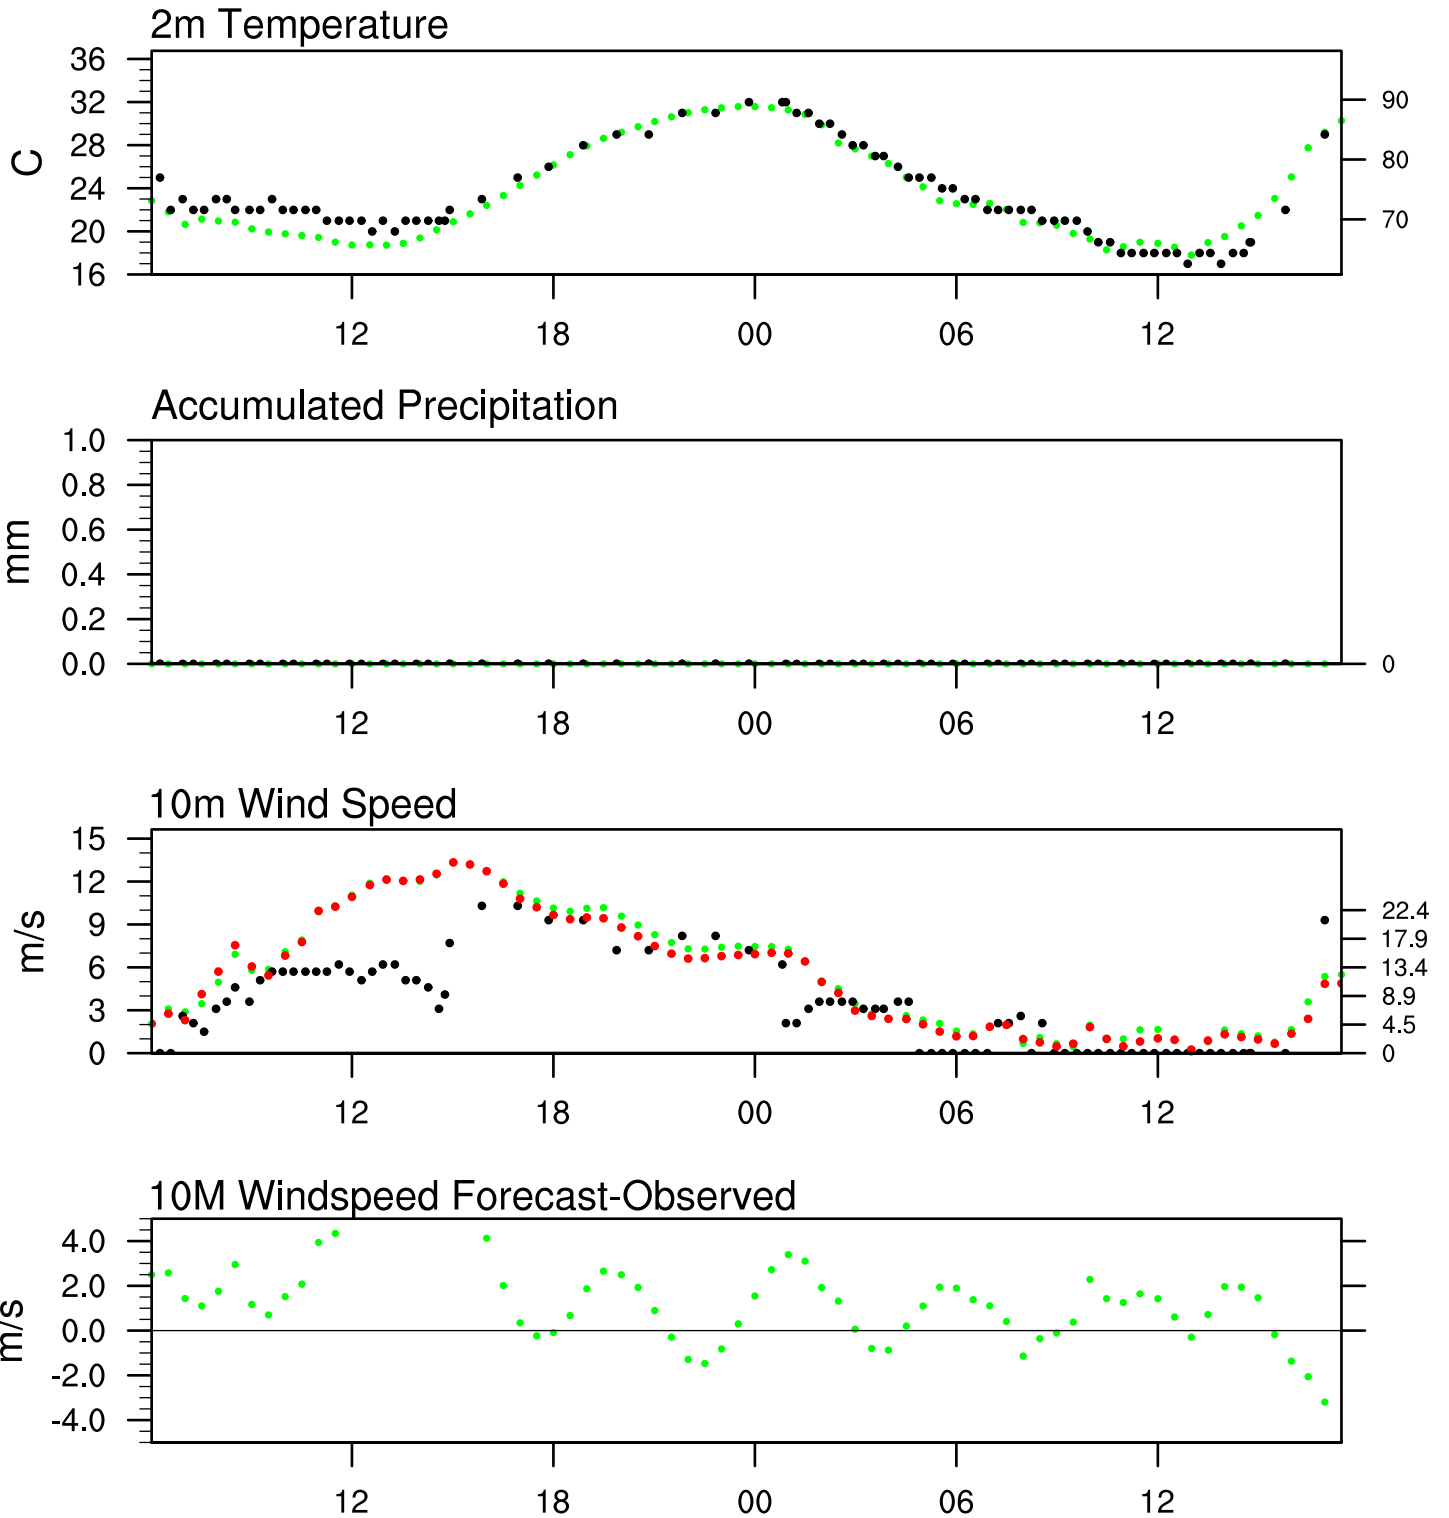 2m Temperature
36
32
28
24
20
16
C
90
80
70
12 18 00 06 12
Accumulated Precipitation
1.0
0.8
0.6
0.4
0.2
0.0
mm
0
12 18 00 06 12
10m Wind Speed
15
12
9
6
3
0
m/s
22.4
17.9
13.4
8.9
4.5
0
12 18 00 06 12
10M Windspeed Forecast-Observed
4.0
2.0
0.0
-2.0
-4.0
m/s
12 18 00 06 12